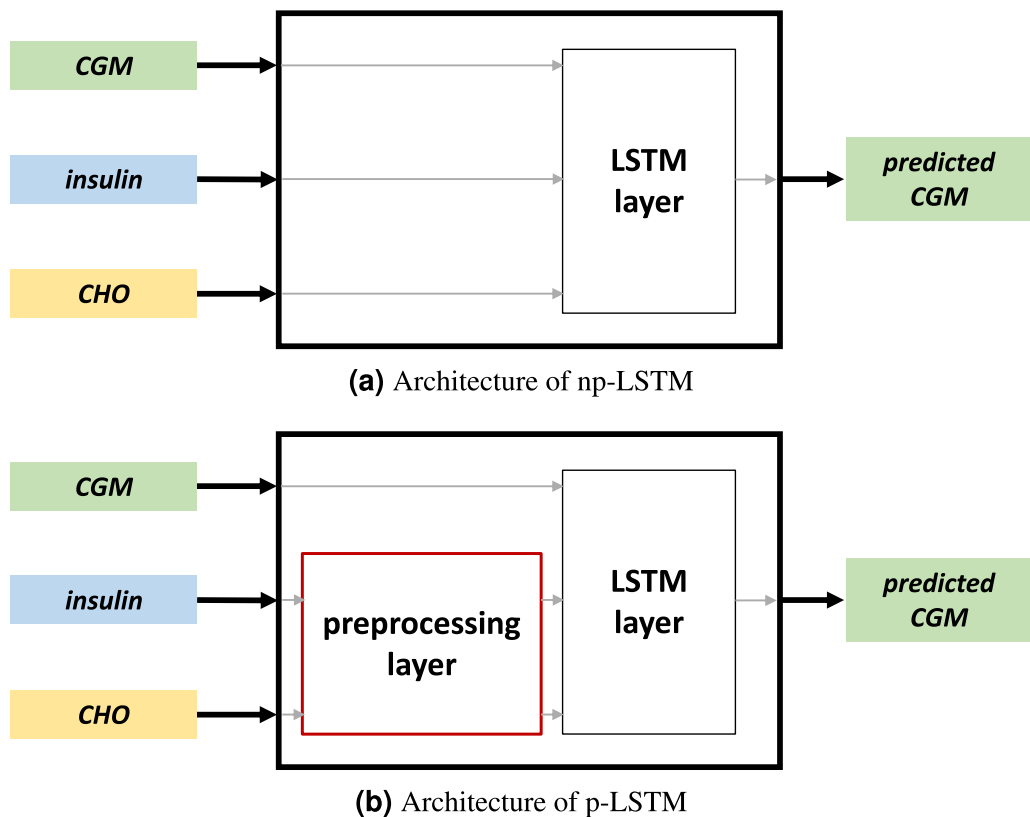 CGM
insulin
CHO
LSTM
layer
predicted
CGM
(a) Architecture of np-LSTM
CGM
insulin
CHO
preprocessing
layer
LSTM
layer
predicted
CGM
(b) Architecture of p-LSTM